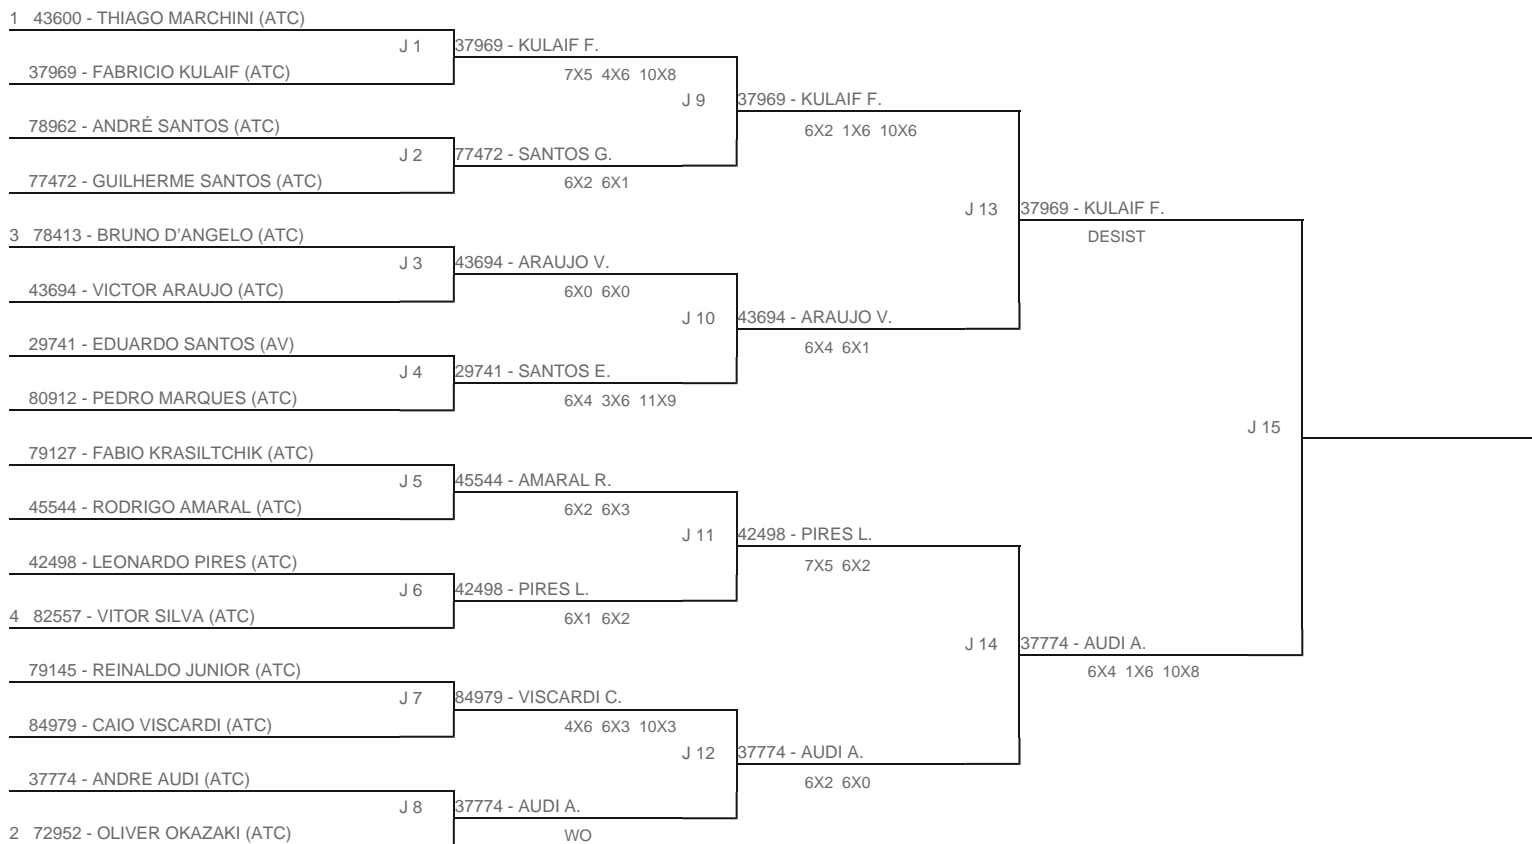 1 43600 - THIAGO MARCHINI (ATC)
J 1
37969 - KULAIF F.
37969 - FABRICIO KULAIF (ATC)
7X5 4X6 10X8
J 9
37969 - KULAIF F.
78962 - ANDRÉ SANTOS (ATC)
6X2 1X6 10X6
J 2
77472 - SANTOS G.
77472 - GUILHERME SANTOS (ATC)
6X2 6X1
J 13
37969 - KULAIF F.
3 78413 - BRUNO D'ANGELO (ATC)
DESIST
J 3
43694 - ARAUJO V.
43694 - VICTOR ARAUJO (ATC)
6X0 6X0
J 10
43694 - ARAUJO V.
29741 - EDUARDO SANTOS (AV)
6X4 6X1
J 4
29741 - SANTOS E.
80912 - PEDRO MARQUES (ATC)
6X4 3X6 11X9
J 15
79127 - FABIO KRASILTCHIK (ATC)
J 5
45544 - AMARAL R.
45544 - RODRIGO AMARAL (ATC)
6X2 6X3
J 11
42498 - PIRES L.
42498 - LEONARDO PIRES (ATC)
7X5 6X2
J 6
42498 - PIRES L.
4 82557 - VITOR SILVA (ATC)
6X1 6X2
J 14
37774 - AUDI A.
79145 - REINALDO JUNIOR (ATC)
6X4 1X6 10X8
J 7
84979 - VISCARDI C.
84979 - CAIO VISCARDI (ATC)
4X6 6X3 10X3
J 12
37774 - AUDI A.
37774 - ANDRE AUDI (ATC)
6X2 6X0
J 8
37774 - AUDI A.
2 72952 - OLIVER OKAZAKI (ATC)
WO